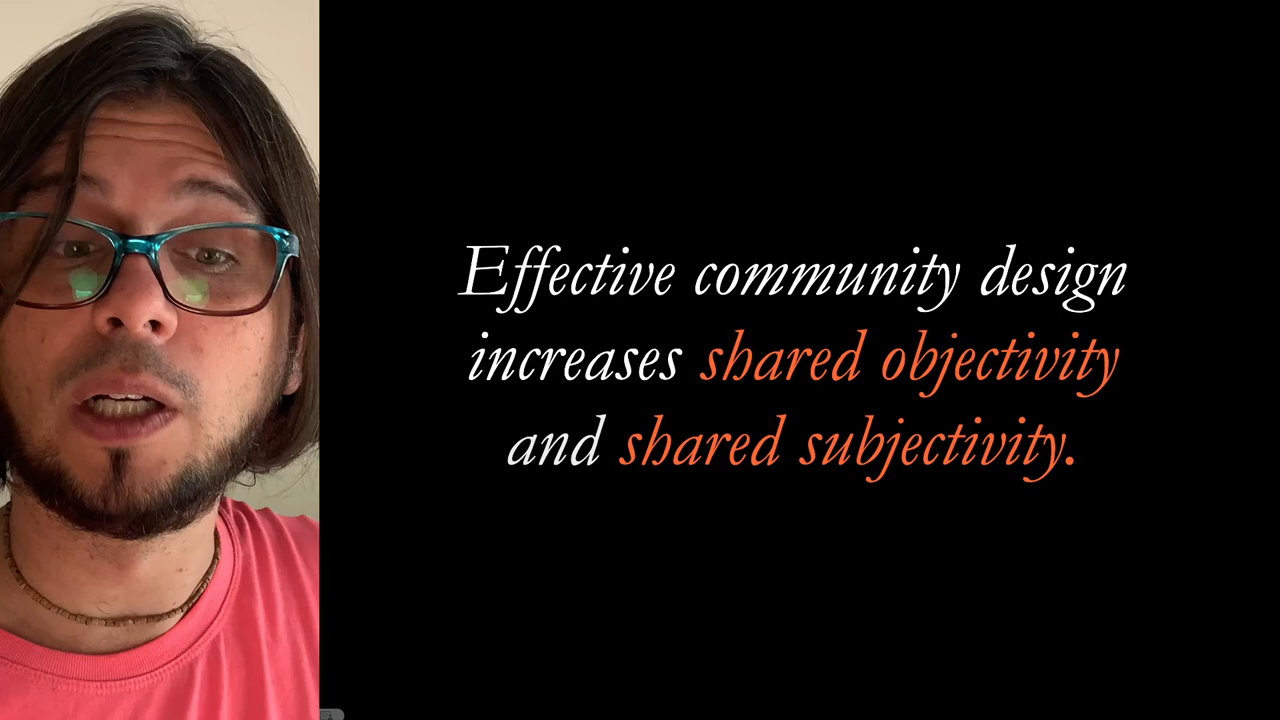 Effective community design
increases shared objectivity
and shared subjectivity.